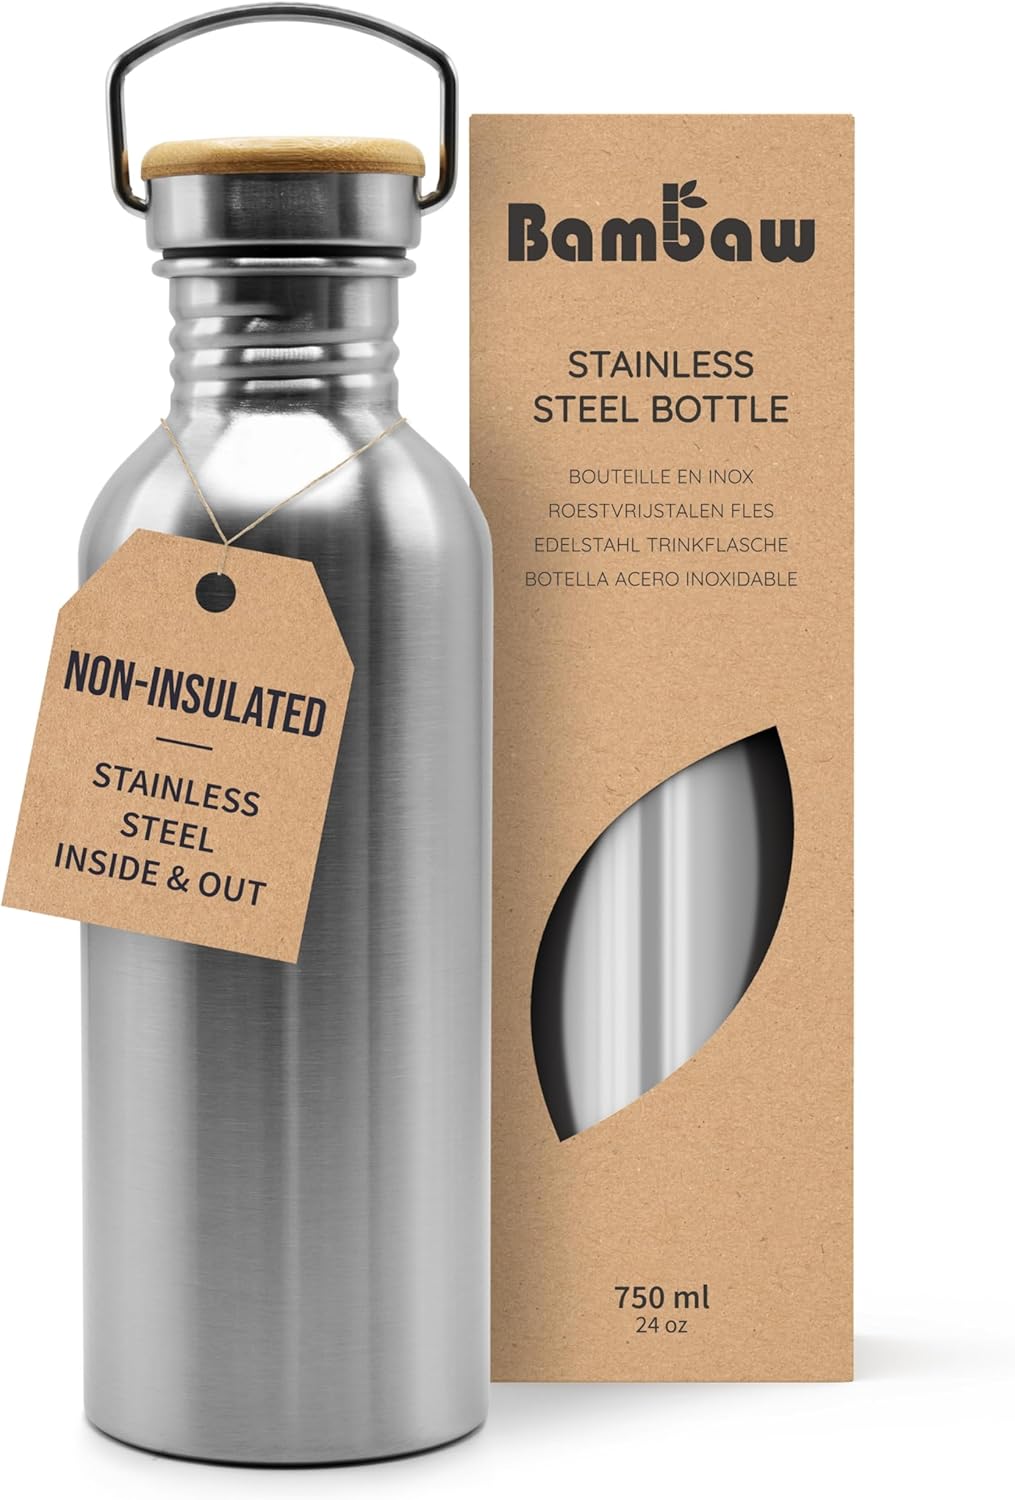 Bambaw
STAINLESS
STEEL BOTTLE
BOUTEILLE EN INOX
ROESTVRIJSTALEN FLES
EDELSTAHL TRINKFLASCHE
BOTELLA ACERO INOXIDABLE
NON-INSULATED
STAINLESS
STEEL
INSIDE & OUT
750 ml
24 oz